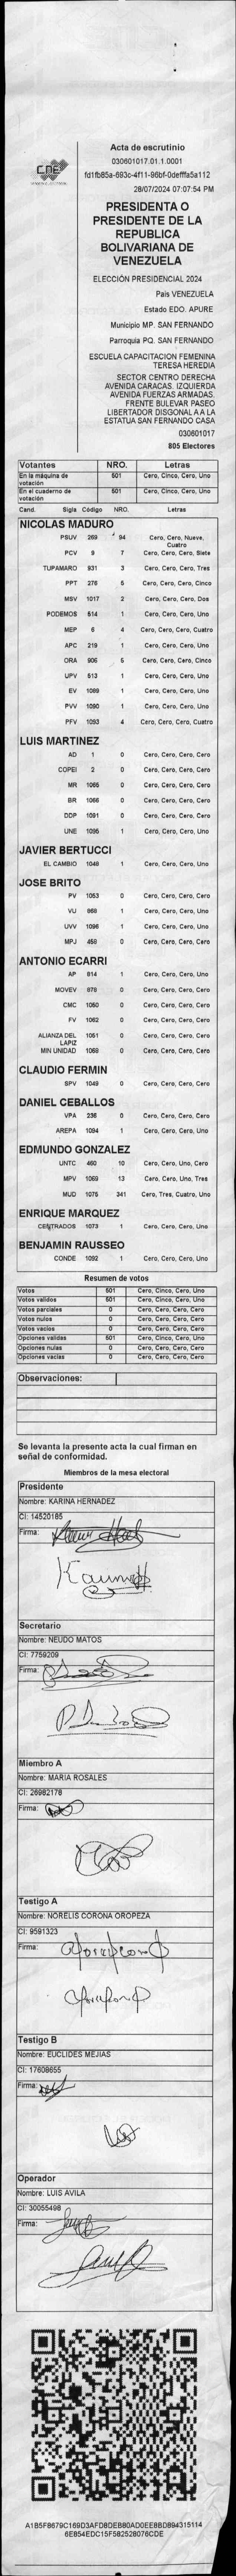 CNE
Acta de escrutinio
030601017.01.1.0001
fd1fb85a-693c-4f11-96bf-0defffa5a112
28/07/2024 07:07:54 PM
PRESIDENTA O
PRESIDENTE DE LA
REPUBLICA
BOLIVARIANA DE
VENEZUELA
ELECCIÓN PRESIDENCIAL 2024
Pais VENEZUELA
Estado EDO. APURE
Municipio MP. SAN FERNANDO
Parroquia PQ. SAN FERNANDO
ESCUELA CAPACITACION FEMENINA
TERESA HEREDIA
SECTOR CENTRO DERECHA
AVENIDA CARACAS. IZQUIERDA
AVENIDA FUERZAS ARMADAS.
FRENTE BULEVAR PASEO
LIBERTADOR DISGONAL A A LA
ESTATUA SAN FERNANDO CASA
030601017
805 Electores
Votantes NRO. Letras
En la máquina de votación 501 Cero, Cinco, Cero, Uno
En el cuaderno de votación 501 Cero, Cinco, Cero, Uno
Cand. Sigla Código NRO. Letras
NICOLAS MADURO
PSUV 269 94 Cero, Cero, Nueve, Cuatro
PCV 9 7 Cero, Cero, Cero, Siete
TUPAMARO 931 3 Cero, Cero, Cero, Tres
PPT 276 5 Cero, Cero, Cero, Cinco
MSV 1017 2 Cero, Cero, Cero, Dos
PODEMOS 514 1 Cero, Cero, Cero, Uno
MEP 6 4 Cero, Cero, Cero, Cuatro
APC 219 1 Cero, Cero, Cero, Uno
ORA 906 5 Cero, Cero, Cero, Cinco
UPV 513 1 Cero, Cero, Cero, Uno
EV 1089 1 Cero, Cero, Cero, Uno
PVV 1090 1 Cero, Cero, Cero, Uno
PFV 1093 4 Cero, Cero, Cero, Cuatro
LUIS MARTINEZ
AD 1 0 Cero, Cero, Cero, Cero
COPEI 2 0 Cero, Cero, Cero, Cero
MR 1065 0 Cero, Cero, Cero, Cero
BR 1066 0 Cero, Cero, Cero, Cero
DDP 1091 0 Cero, Cero, Cero, Cero
UNE 1095 1 Cero, Cero, Cero, Uno
JAVIER BERTUCCI
EL CAMBIO 1048 1 Cero, Cero, Cero, Uno
JOSE BRITO
PV 1053 0 Cero, Cero, Cero, Cero
VU 868 1 Cero, Cero, Cero, Uno
UVV 1096 1 Cero, Cero, Cero, Uno
MPJ 458 0 Cero, Cero, Cero, Cero
ANTONIO ECARRI
AP 814 1 Cero, Cero, Cero, Uno
MOVEV 878 0 Cero, Cero, Cero, Cero
CMC 1050 0 Cero, Cero, Cero, Cero
FV 1062 0 Cero, Cero, Cero, Cero
ALIANZA DEL LAPIZ 1051 0 Cero, Cero, Cero, Cero
MIN UNIDAD 1068 0 Cero, Cero, Cero, Cero
CLAUDIO FERMIN
SPV 1049 0 Cero, Cero, Cero, Cero
DANIEL CEBALLOS
VPA 236 0 Cero, Cero, Cero, Cero
AREPA 1094 1 Cero, Cero, Cero, Uno
EDMUNDO GONZALEZ
UNTC 460 10 Cero, Cero, Uno, Cero
MPV 1069 13 Cero, Cero, Uno, Tres
MUD 1075 341 Cero, Tres, Cuatro, Uno
ENRIQUE MARQUEZ
CENTRADOS 1073 1 Cero, Cero, Cero, Uno
BENJAMIN RAUSSEO
CONDE 1092 1 Cero, Cero, Cero, Uno
Resumen de votos
Votos 501 Cero, Cinco, Cero, Uno
Votos validos 501 Cero, Cinco, Cero, Uno
Votos parciales 0 Cero, Cero, Cero, Cero
Votos nulos 0 Cero, Cero, Cero, Cero
Votos vacios 0 Cero, Cero, Cero, Cero
Opciones validas 501 Cero, Cinco, Cero, Uno
Opciones nulas 0 Cero, Cero, Cero, Cero
Opciones vacias 0 Cero, Cero, Cero, Cero
Observaciones:
Se levanta la presente acta la cual firman en
señal de conformidad.
Miembros de la mesa electoral
Presidente
Nombre: KARINA HERNADEZ
CI: 14520185
Firma:
Secretario
Nombre: NEUDO MATOS
CI: 7759209
Firma:
Miembro A
Nombre: MARIA ROSALES
CI: 26982178
Firma:
Testigo A
Nombre: NORELIS CORONA OROPEZA
CI: 9591323
Firma:
Testigo B
Nombre: EUCLIDES MEJIAS
CI: 17608655
Firma:
Operador
Nombre: LUIS AVILA
CI: 30055498
Firma:
A1B5F8679C169D3AFD8DEB80AD0EE8BD894315114
6E854EDC15F582528076CDE